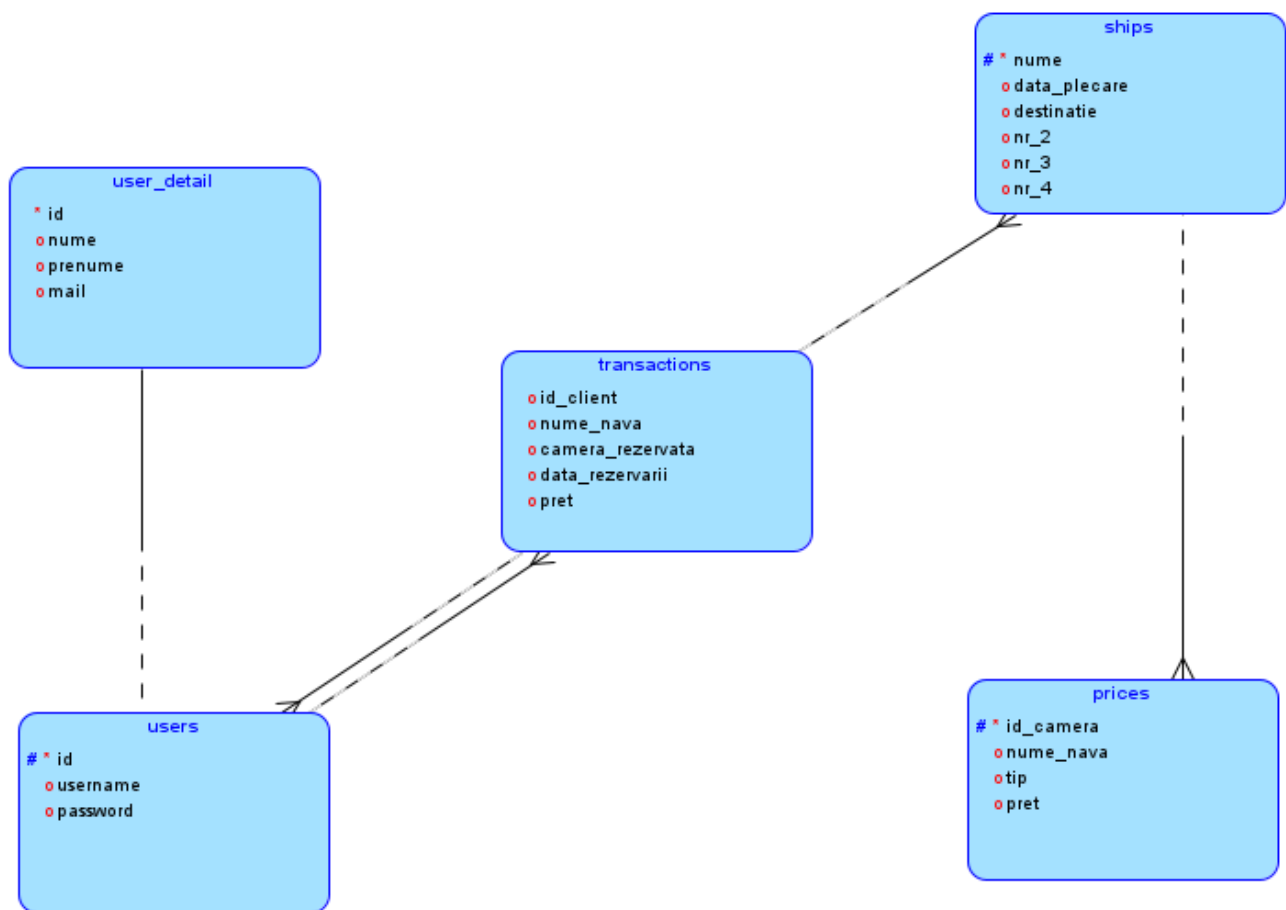 ships
# * nume
o data_plecare
o destinatie
o nr_2
o nr_3
o nr_4
user_detail
* id
o nume
o prenume
o mail
transactions
o id_client
o nume_nava
o camera_rezervata
o data_rezervarii
o pret
users
# * id
o username
o password
prices
# * id_camera
o nume_nava
o tip
o pret